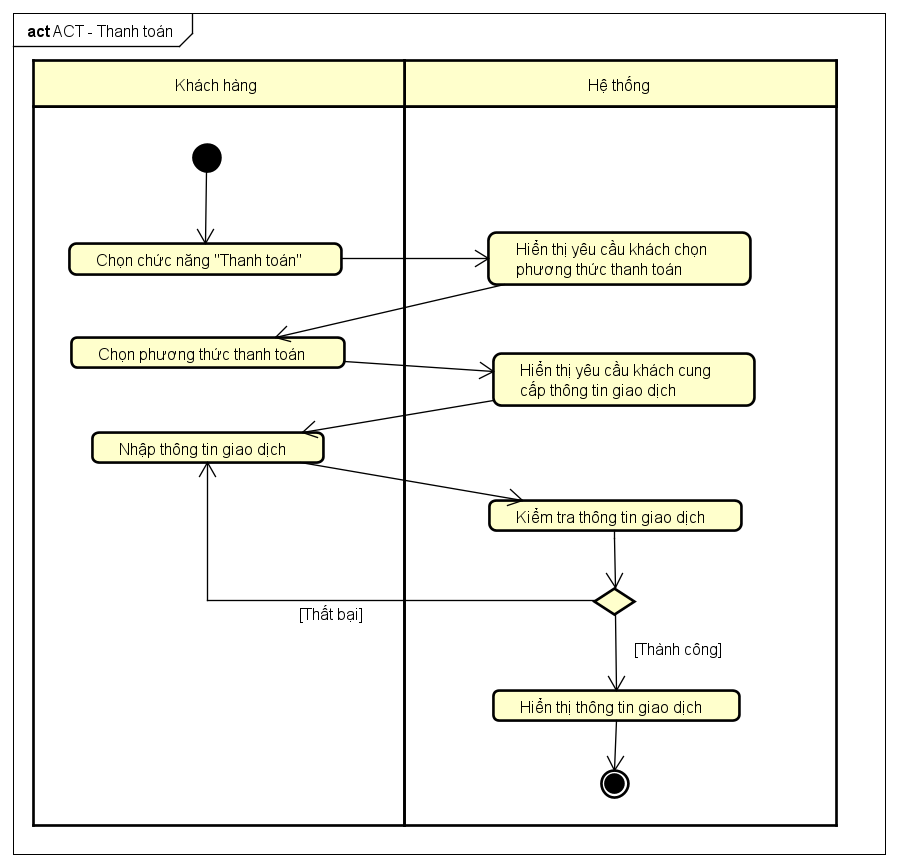 act ACT - Thanh toán
Khách hàng
Hệ thống
Chọn chức năng "Thanh toán"
Hiển thị yêu cầu khách chọn
phương thức thanh toán
Chọn phương thức thanh toán
Hiển thị yêu cầu khách cung
cấp thông tin giao dịch
Nhập thông tin giao dịch
Kiểm tra thông tin giao dịch
[Thất bại]
[Thành công]
Hiển thị thông tin giao dịch